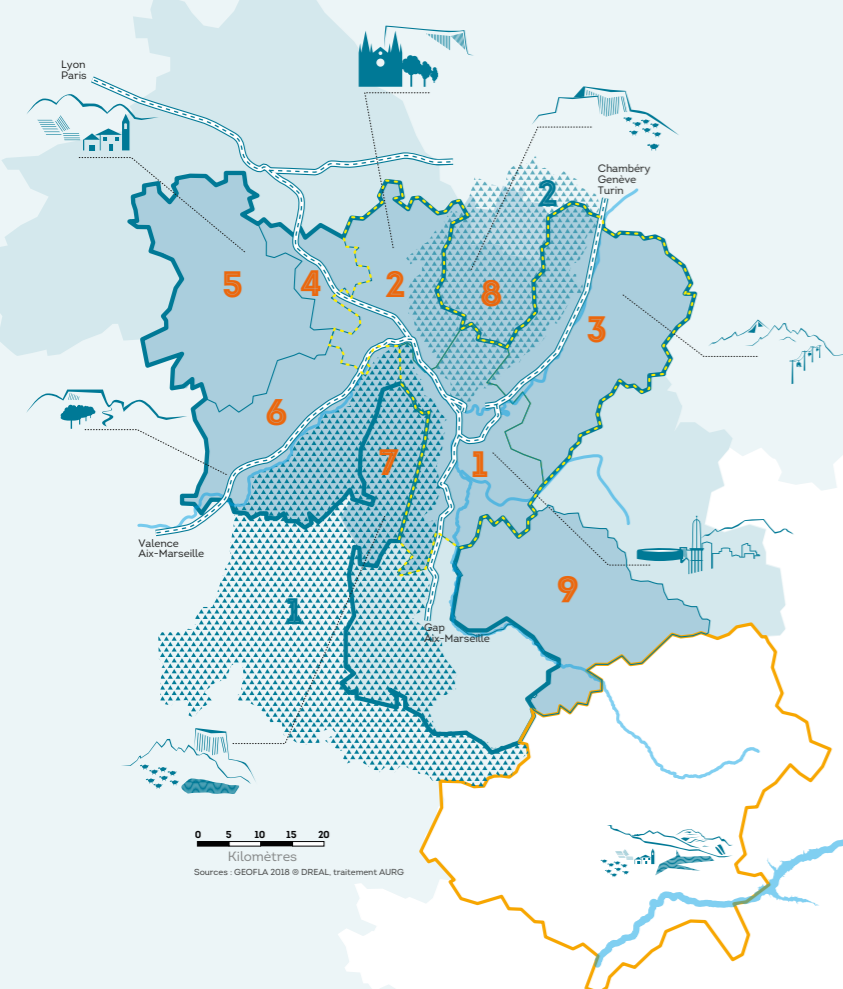 Lyon
Paris
Chambéry
Genève
Turin
2
5
4
2
8
3
6
7
1
Valence
Aix-Marseille
9
1
Gap
Aix-Marseille
0 5 10 15 20
Kilomètres
Sources : GEOFLA 2018 © DREAL, traitement AURG